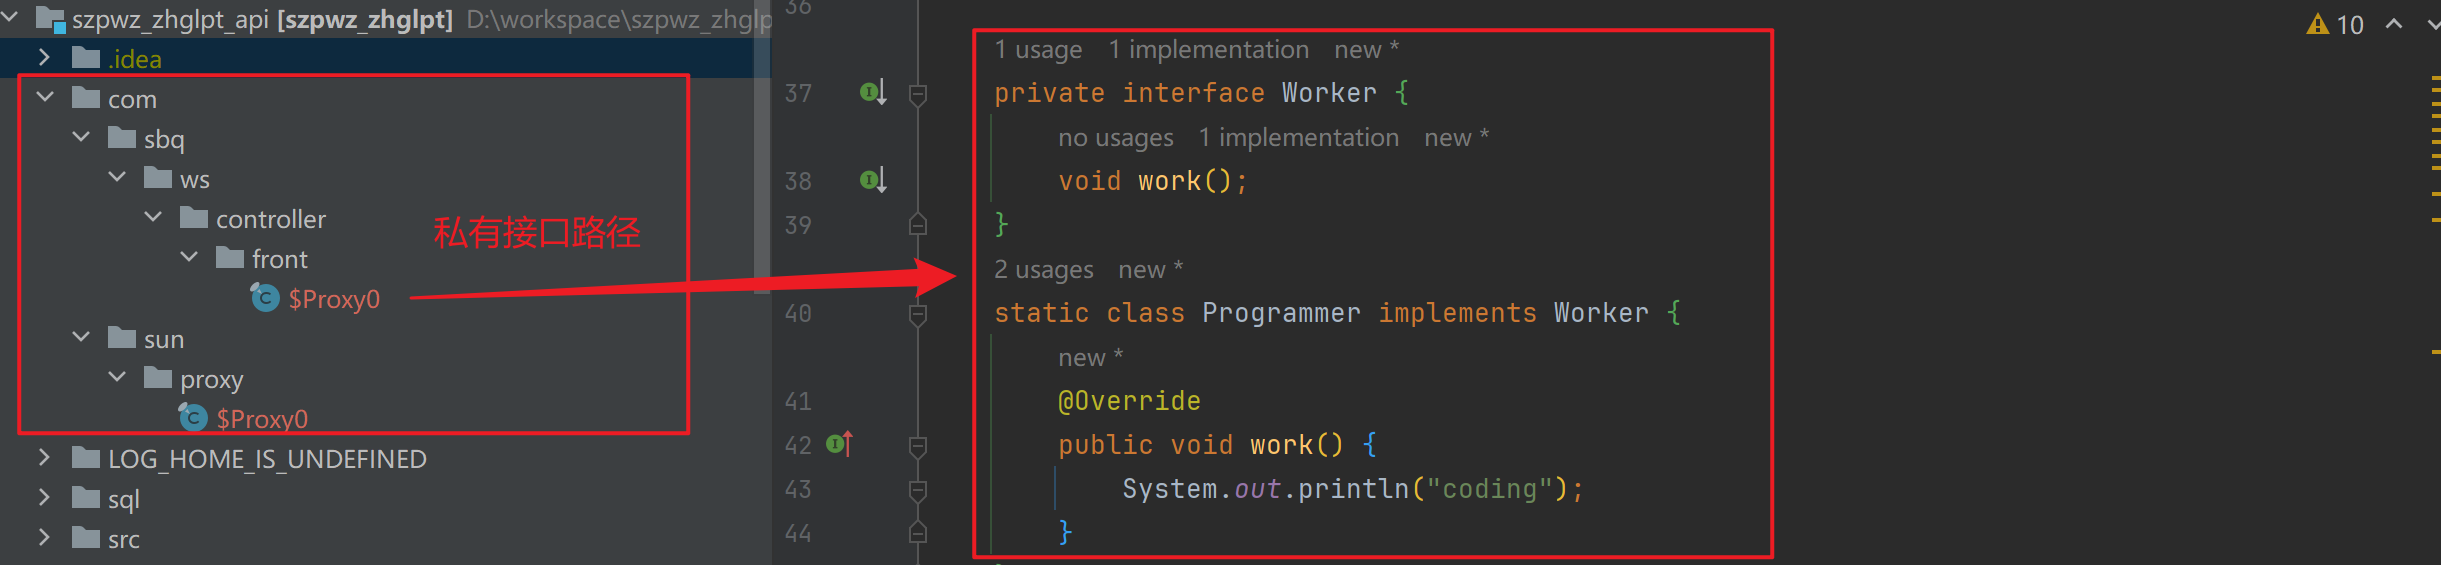 szpwz_zhglpt_api [szpwz_zhglpt] D:\workspace\szpwz_zhglp
.idea
com
sbq
ws
controller
front
$Proxy0
sun
proxy
$Proxy0
LOG_HOME_IS_UNDEFINED
sql
src
私有接口路径
36
10
1 usage 1 implementation new *
37 private interface Worker {
no usages 1 implementation new *
38 void work();
39 }
2 usages new *
40 static class Programmer implements Worker {
new *
41 @Override
42 public void work() {
43 System.out.println("coding");
44 }